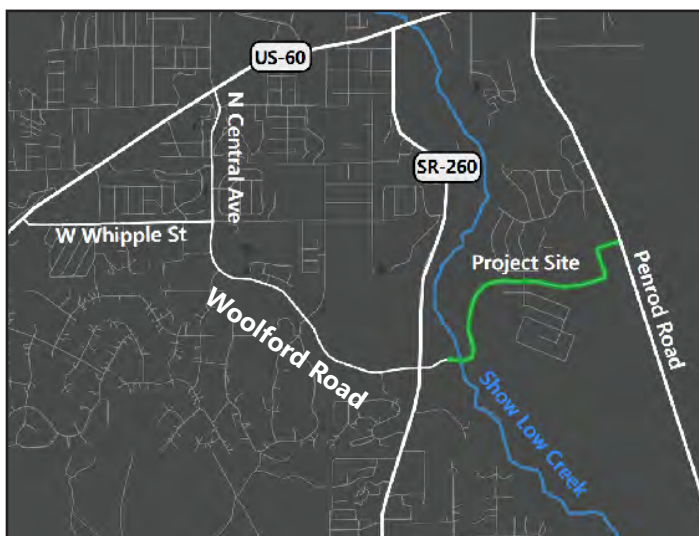 US-60
N Central Ave
SR-260
W Whipple St
Project Site
Penrod Road
Woolford Road
Show Low Creek